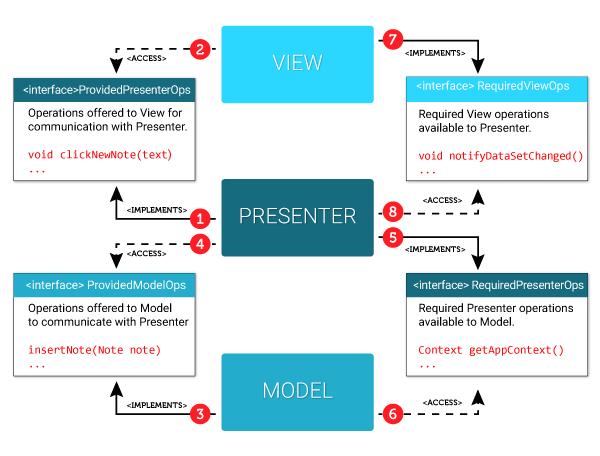 2
<ACCESS>
VIEW
7
<IMPLEMENTS>
<interface>ProvidedPresenterOps
Operations offered to View for
communication with Presenter.
void clickNewNote(text)
...
<interface> RequiredViewOps
Required View operations
available to Presenter.
void notifyDataSetChanged()
...
<IMPLEMENTS>
1
PRESENTER
8
<ACCESS>
4
<ACCESS>
5
<IMPLEMENTS>
<interface> ProvidedModelOps
Operations offered to Model
to communicate with Presenter
insertNote(Note note)
...
<interface> RequiredPresenterOps
Required Presenter operations
available to Model.
Context getAppContext()
...
<IMPLEMENTS>
3
MODEL
6
<ACCESS>